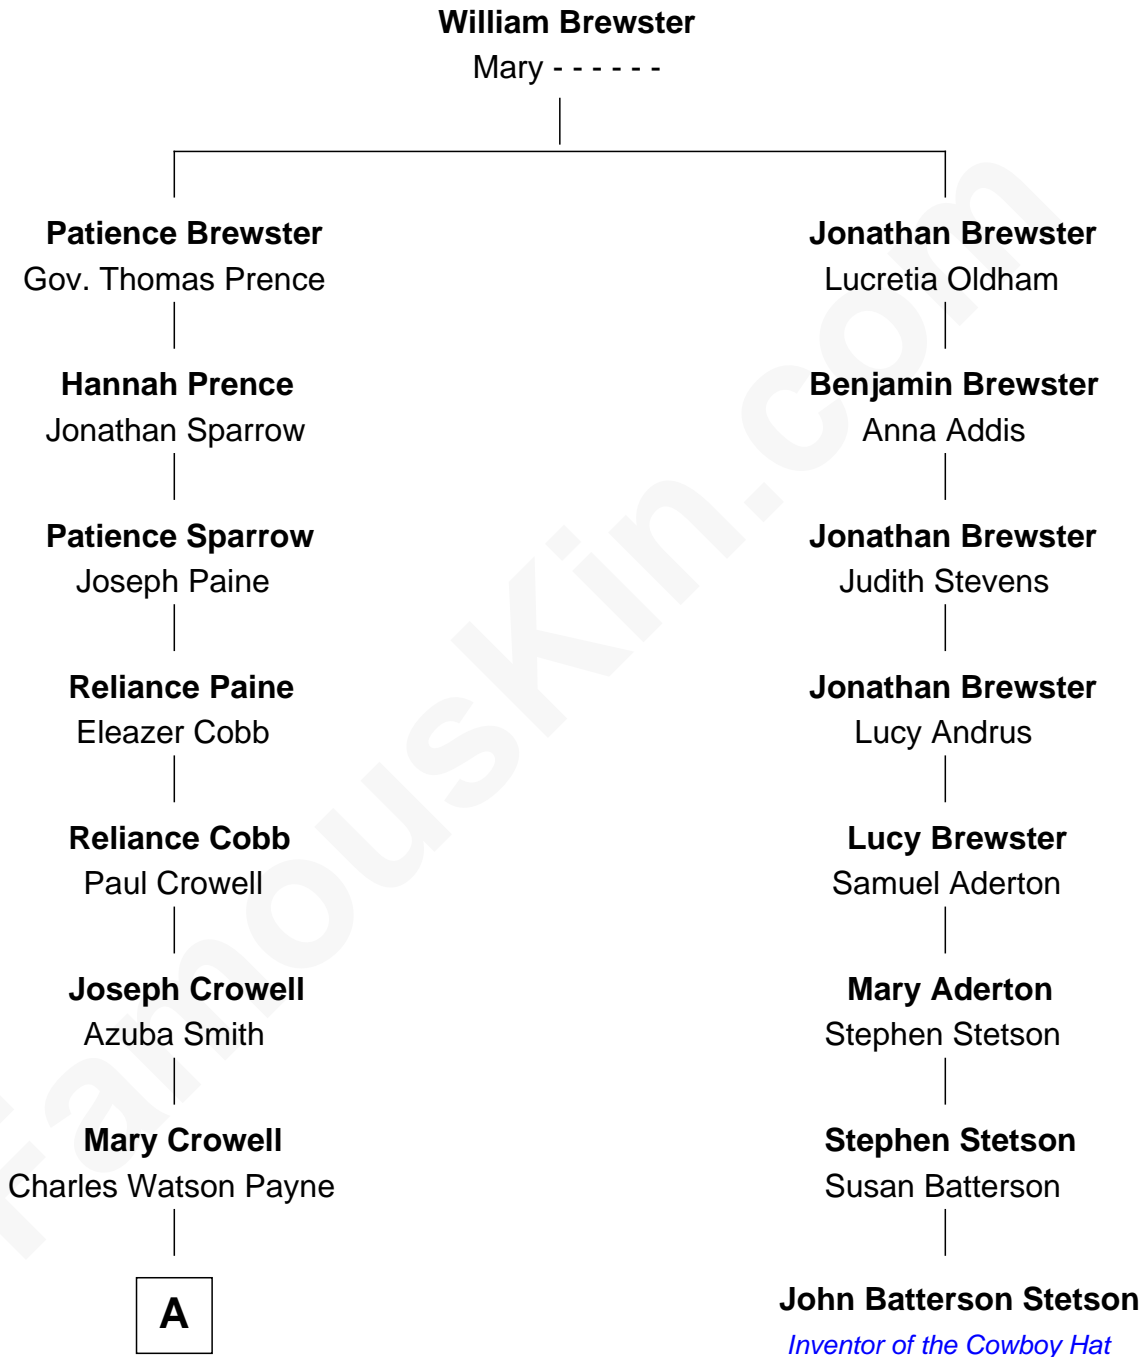 William Brewster
Mary - - - - - -
Patience Brewster
Gov. Thomas Prence
Hannah Prence
Jonathan Sparrow
Patience Sparrow
Joseph Paine
Reliance Paine
Eleazer Cobb
Reliance Cobb
Paul Crowell
Joseph Crowell
Azuba Smith
Mary Crowell
Charles Watson Payne
A
Jonathan Brewster
Lucretia Oldham
Benjamin Brewster
Anna Addis
Jonathan Brewster
Judith Stevens
Jonathan Brewster
Lucy Andrus
Lucy Brewster
Samuel Aderton
Mary Aderton
Stephen Stetson
Stephen Stetson
Susan Batterson
John Batterson Stetson
Inventor of the Cowboy Hat
FamousKin.com